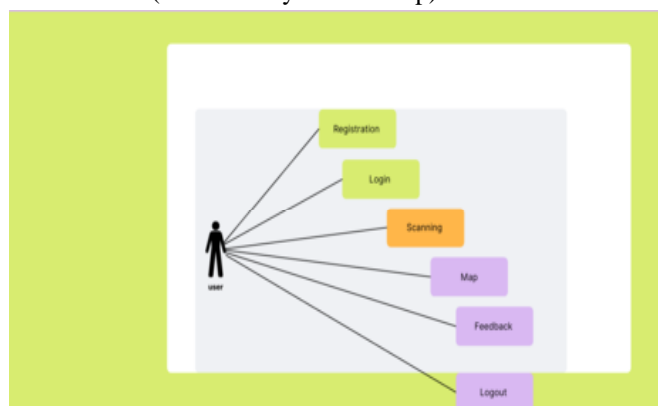 Registration
Login
Scanning
Map
user
Feedback
Logout